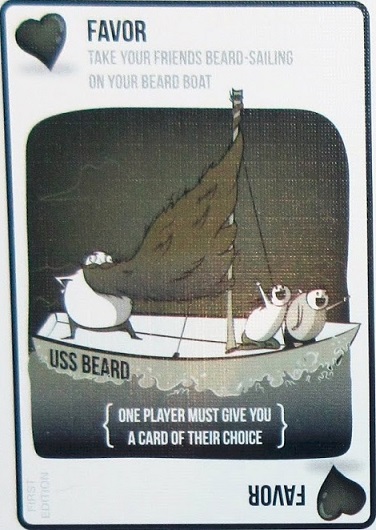 FAVOR
TAKE YOUR FRIENDS BEARD-SAILING
ON YOUR BEARD BOAT
USS BEARD
ONE PLAYER MUST GIVE YOU
A CARD OF THEIR CHOICE
FIRST
EDITION
FAVOR